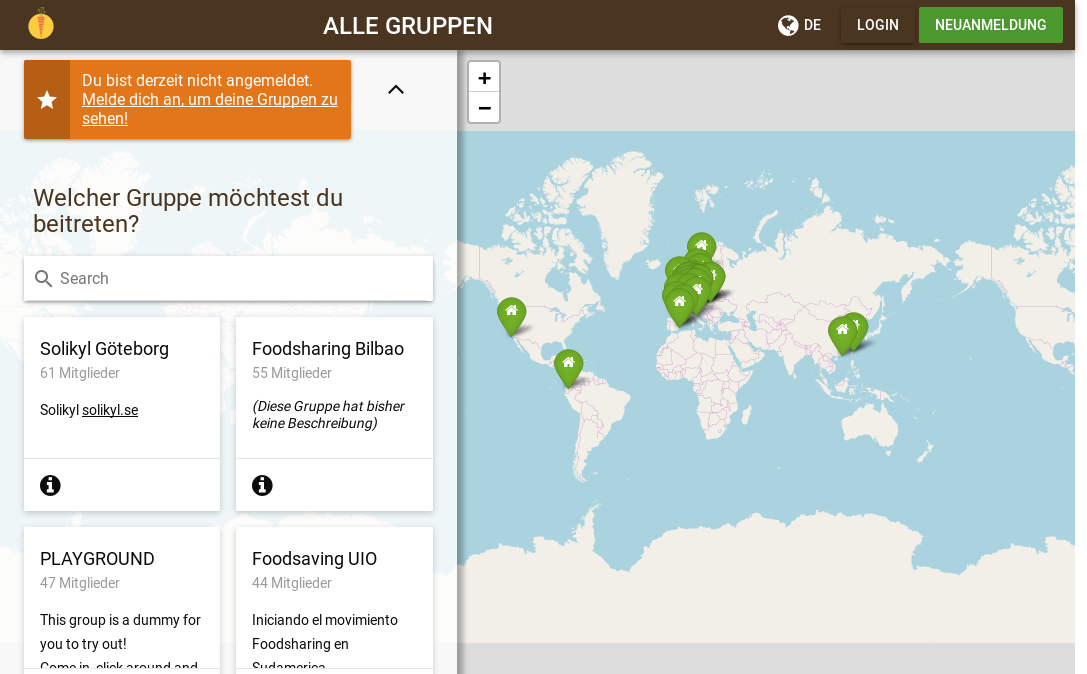 ALLE GRUPPEN
DE
LOGIN
NEUANMELDUNG
Du bist derzeit nicht angemeldet.
Melde dich an, um deine Gruppen zu
sehen!
+
−
Welcher Gruppe möchtest du
beitreten?
Search
Solikyl Göteborg
61 Mitglieder
Solikyl solikyl.se
Foodsharing Bilbao
55 Mitglieder
(Diese Gruppe hat bisher
keine Beschreibung)
PLAYGROUND
47 Mitglieder
This group is a dummy for
you to try out!
Come in, click around and
Foodsaving UIO
44 Mitglieder
Iniciando el movimiento
Foodsharing en
Sudamerica